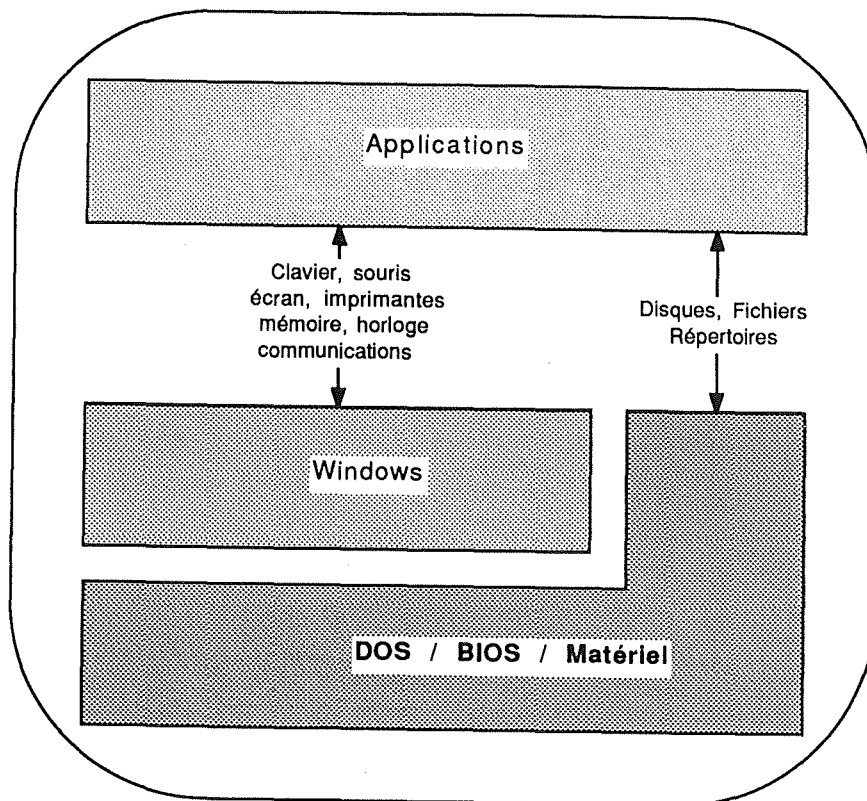 Applications
Clavier, souris
écran, imprimantes
mémoire, horloge
communications
Disques, Fichiers
Répertoires
Windows
DOS / BIOS / Matériel